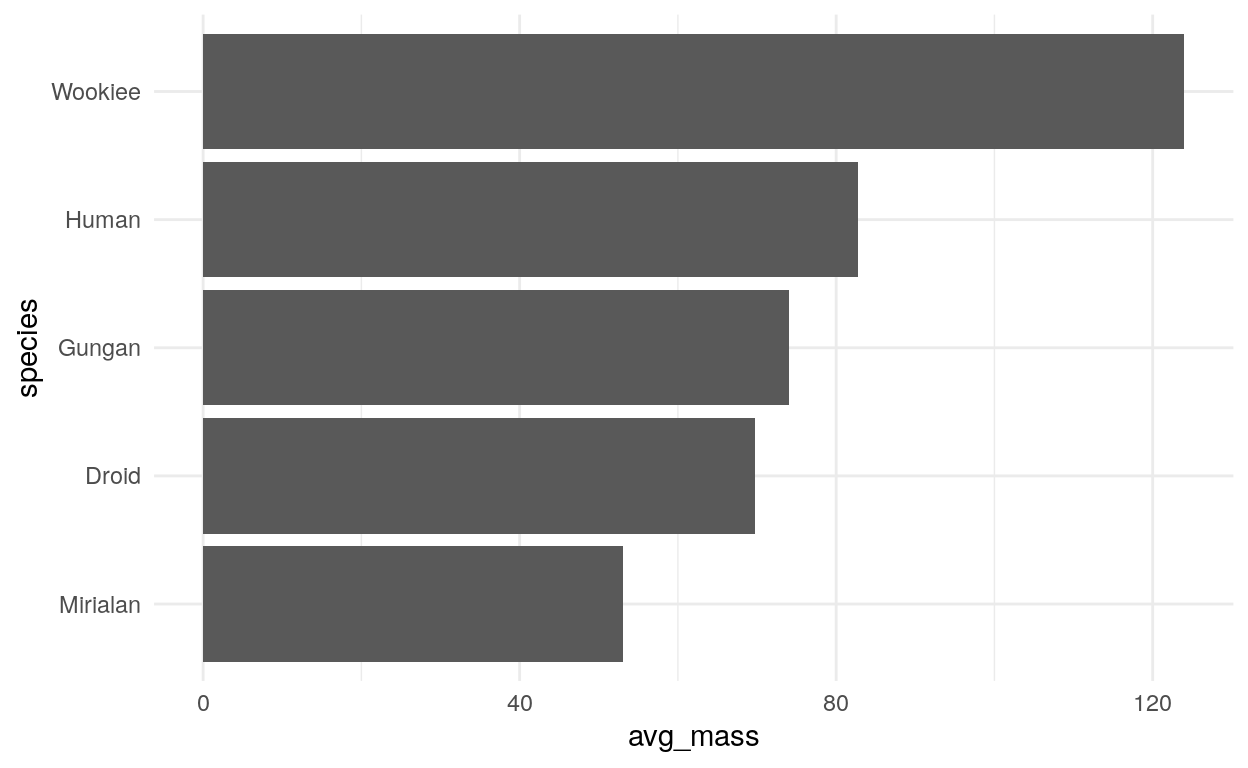 Wookiee
Human
Gungan
Droid
Mirialan
species
0 40 80 120
avg_mass